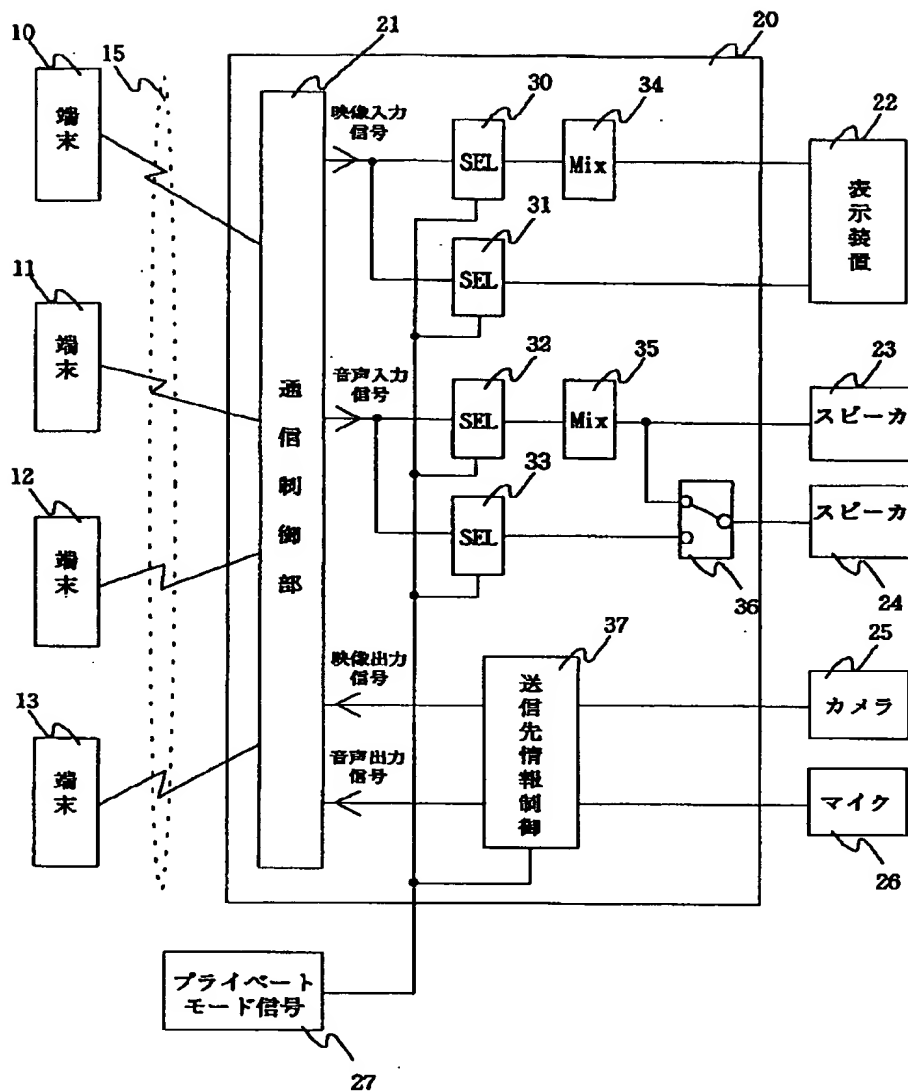 10
端末
15
21
20
11
端末
12
端末
13
端末
通信制御部
映像入力
信号
30
SEL
34
Mix
22
表示装置
31
SEL
音声入力
信号
32
SEL
35
Mix
23
スピーカ
33
SEL
36
スピーカ
24
映像出力
信号
37
送信先情報制御
25
カメラ
音声出力
信号
マイク
26
プライベート
モード信号
27